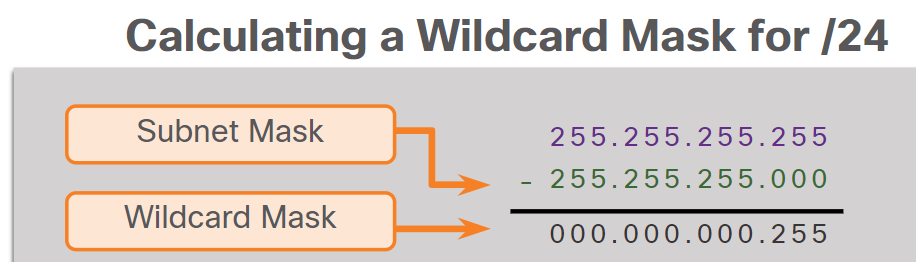 Calculating a Wildcard Mask for /24
Subnet Mask
255.255.255.255
- 255.255.255.000
Wildcard Mask
000.000.000.255